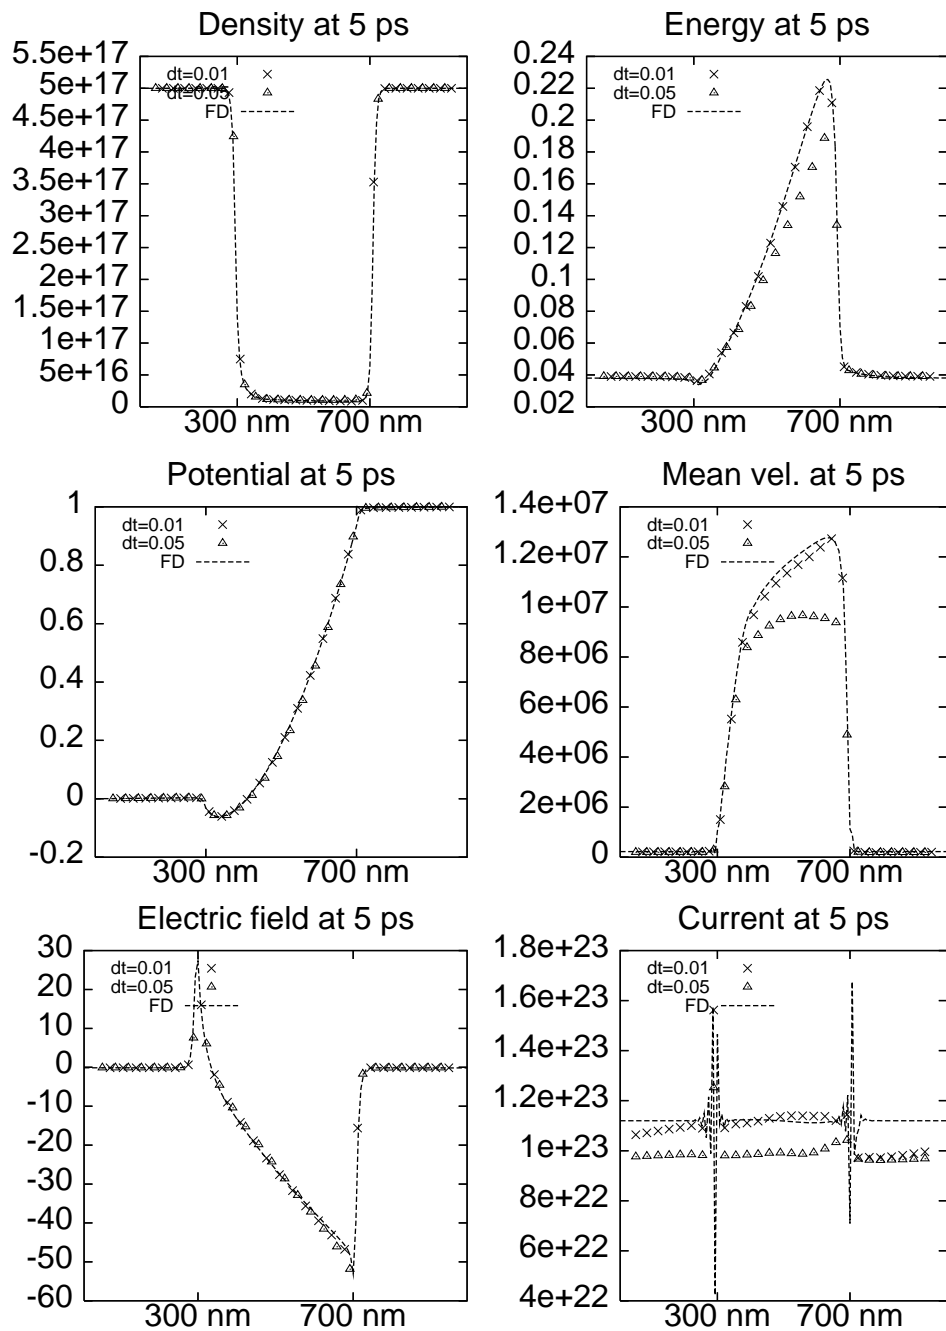 Density at 5 ps
5.5e+17
5e+17
4.5e+17
4e+17
3.5e+17
3e+17
2.5e+17
2e+17
1.5e+17
1e+17
5e+16
0
dt=0.01
dt=0.05
FD
300 nm 700 nm
Energy at 5 ps
0.24
0.22
0.2
0.18
0.16
0.14
0.12
0.1
0.08
0.06
0.04
0.02
dt=0.01
dt=0.05
FD
300 nm 700 nm
Potential at 5 ps
1
0.8
0.6
0.4
0.2
0
-0.2
dt=0.01
dt=0.05
FD
300 nm 700 nm
Mean vel. at 5 ps
1.4e+07
1.2e+07
1e+07
8e+06
6e+06
4e+06
2e+06
0
dt=0.01
dt=0.05
FD
300 nm 700 nm
Electric field at 5 ps
30
20
10
0
-10
-20
-30
-40
-50
-60
dt=0.01
dt=0.05
FD
300 nm 700 nm
Current at 5 ps
1.8e+23
1.6e+23
1.4e+23
1.2e+23
1e+23
8e+22
6e+22
4e+22
dt=0.01
dt=0.05
FD
300 nm 700 nm